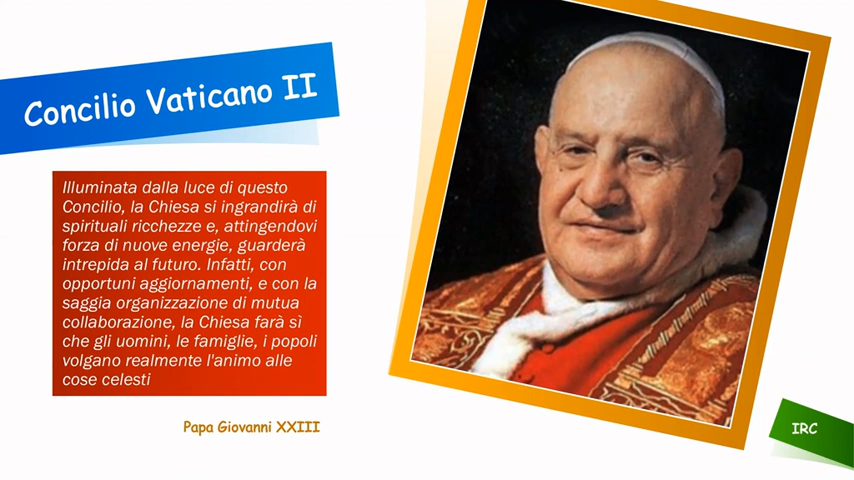 Concilio Vaticano II
Illuminata dalla luce di questo
Concilio, la Chiesa si ingrandirà di
spirituali ricchezze e, attingendovi
forza di nuove energie, guarderà
intrepida al futuro. Infatti, con
opportuni aggiornamenti, e con la
saggia organizzazione di mutua
collaborazione, la Chiesa farà sì
che gli uomini, le famiglie, i popoli
volgano realmente l'animo alle
cose celesti
Papa Giovanni XXIII
IRC